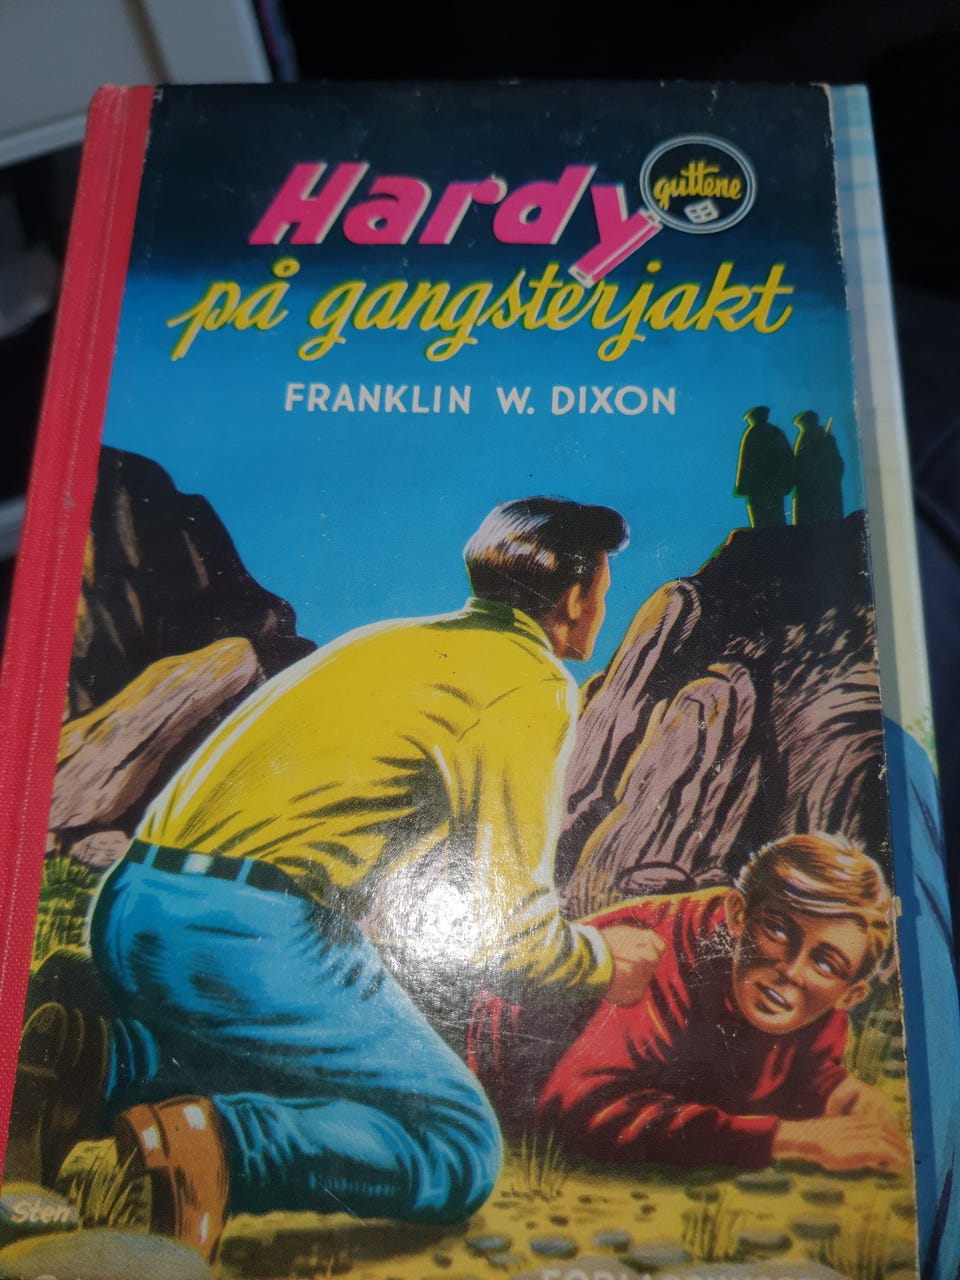 Hardy guttene
på gangsterjakt
FRANKLIN W. DIXON
Sten